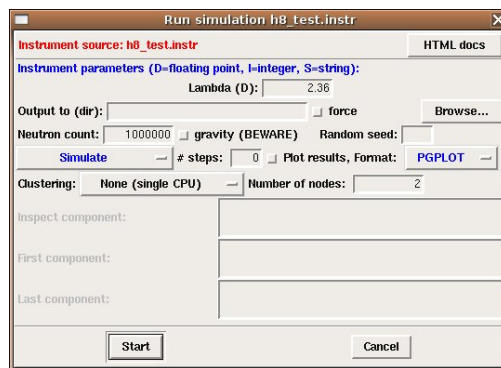 Run simulation h8_test.instr
Instrument source: h8_test.instr HTML docs
Instrument parameters (D=floating point, I=integer, S=string):
Lambda (D): 2.36
Output to (dir): force Browse...
Neutron count: 1000000 gravity (BEWARE) Random seed:
Simulate # steps: 0 Plot results, Format: PGPLOT
Clustering: None (single CPU) Number of nodes: 2
Inspect component:
First component:
Last component:
Start Cancel